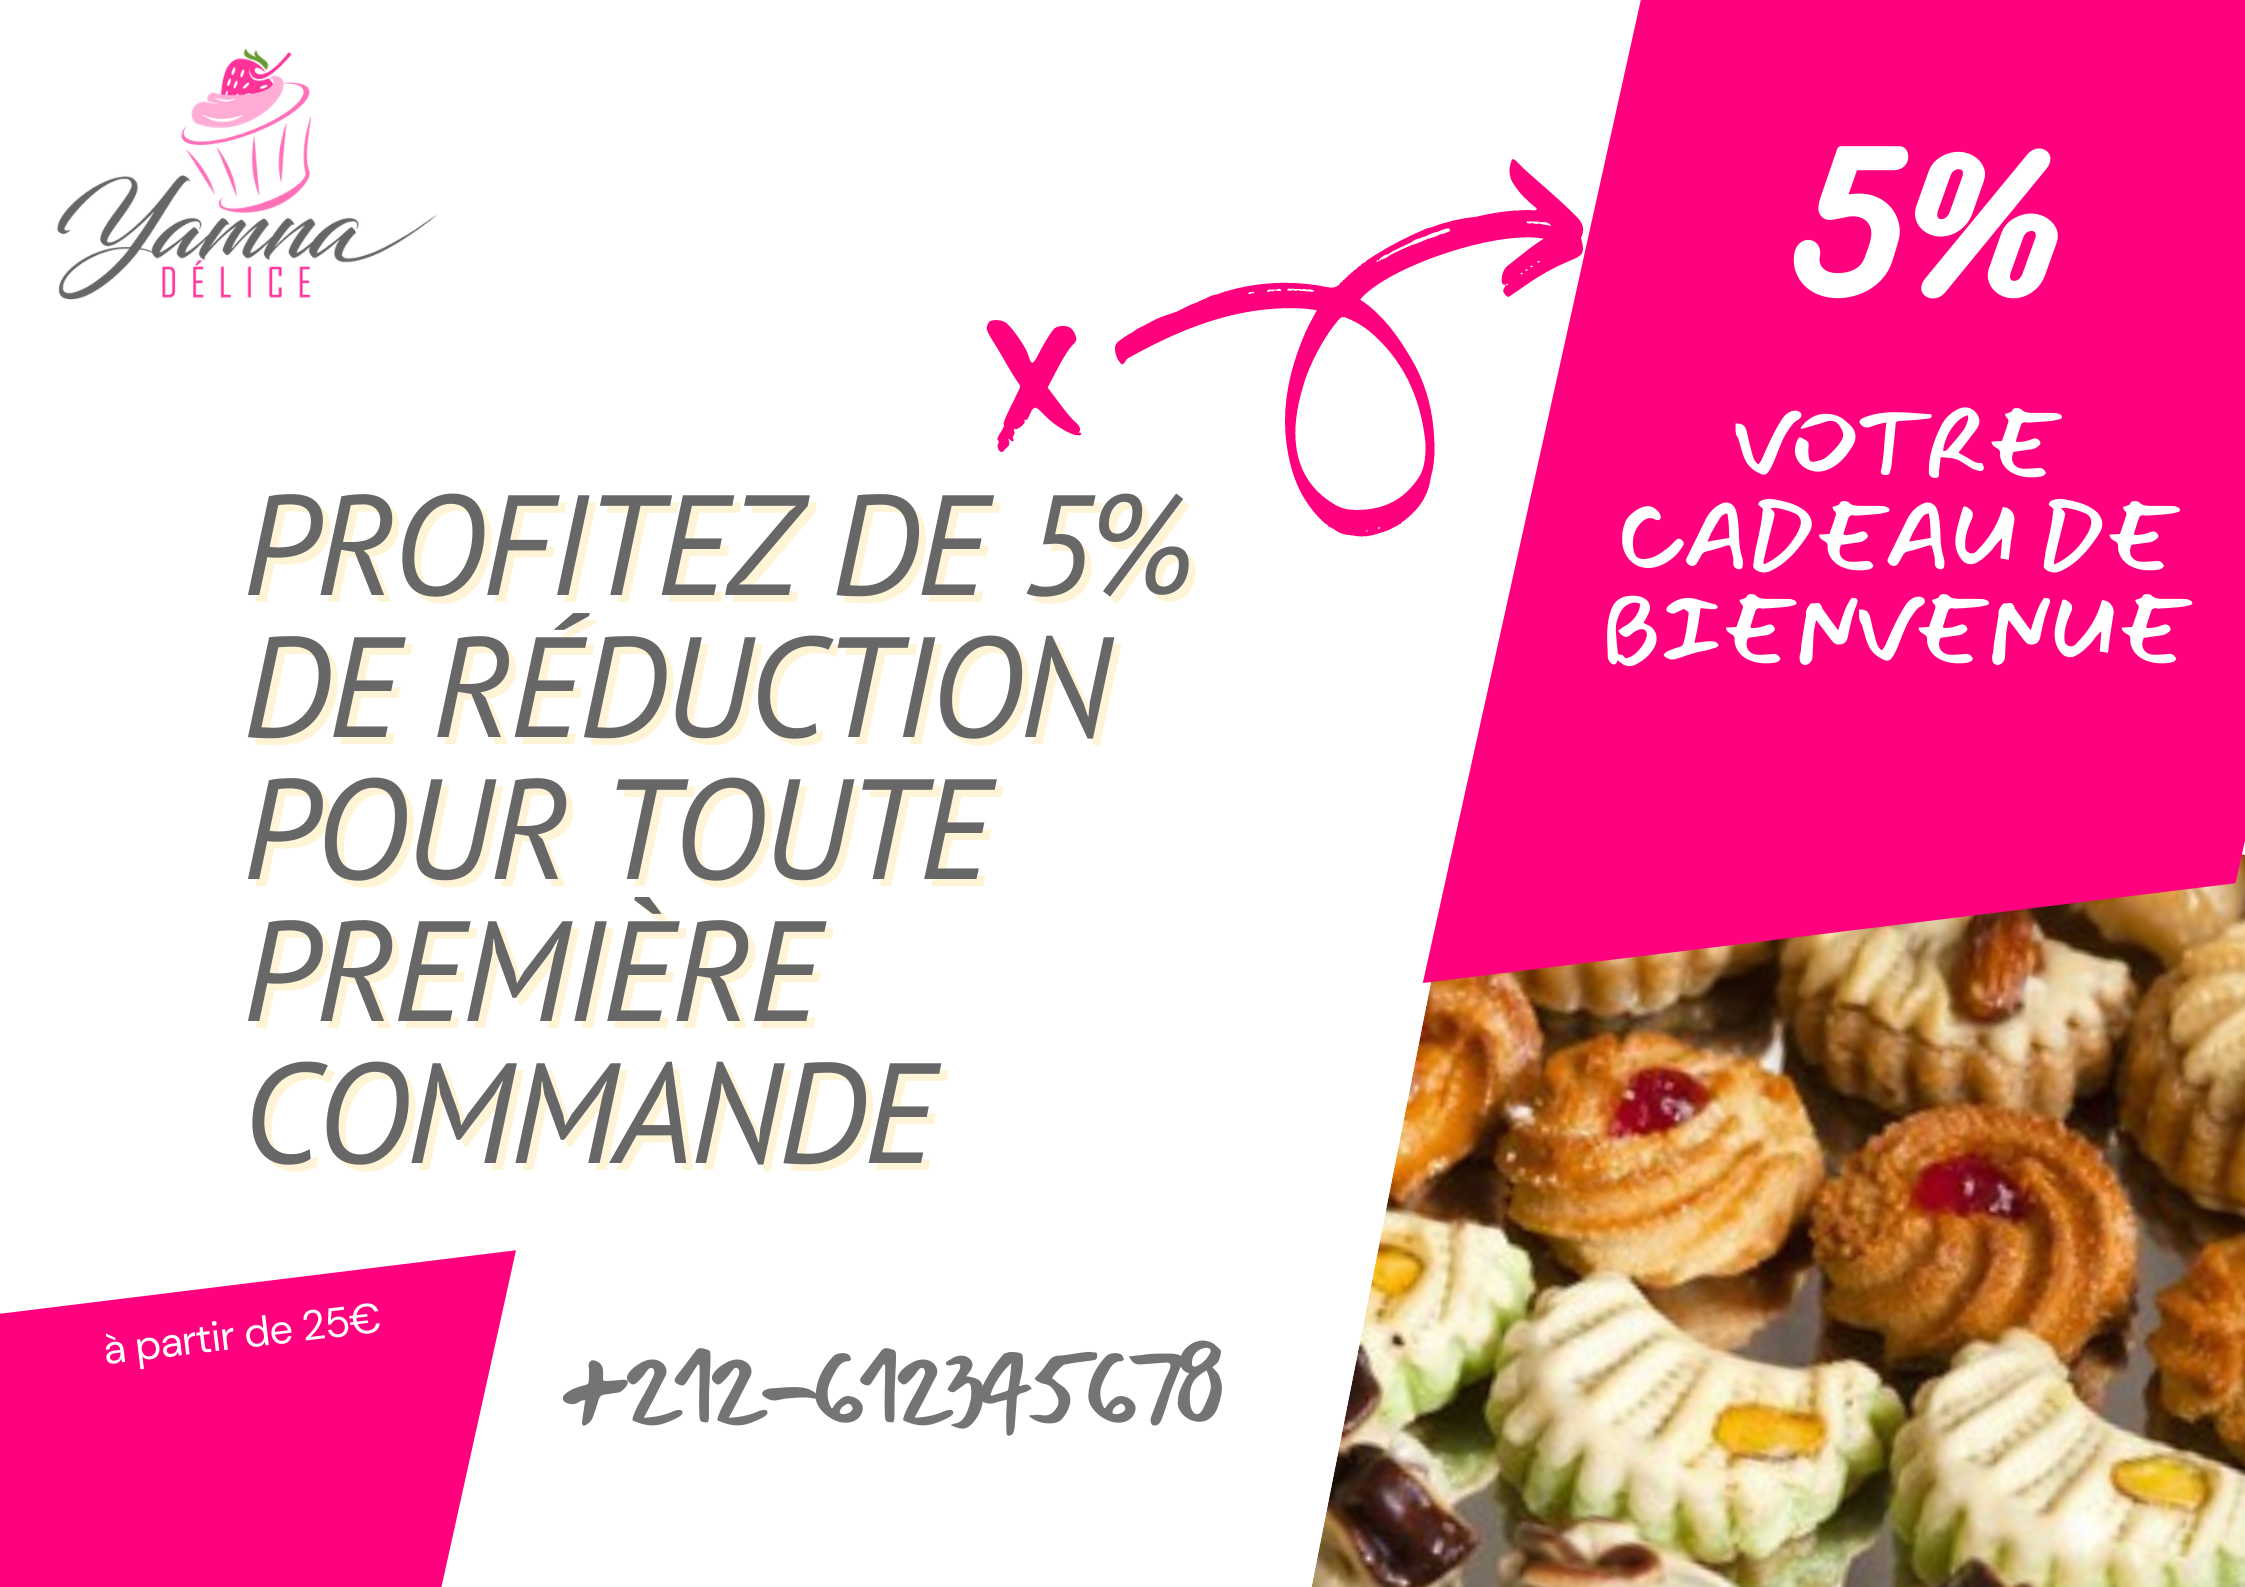 Yamna
DÉLICE
5%
VOTRE
CADEAU DE
BIENVENUE
X
PROFITEZ DE 5%
DE RÉDUCTION
POUR TOUTE
PREMIÈRE
COMMANDE
à partir de 25€
+212-612345678